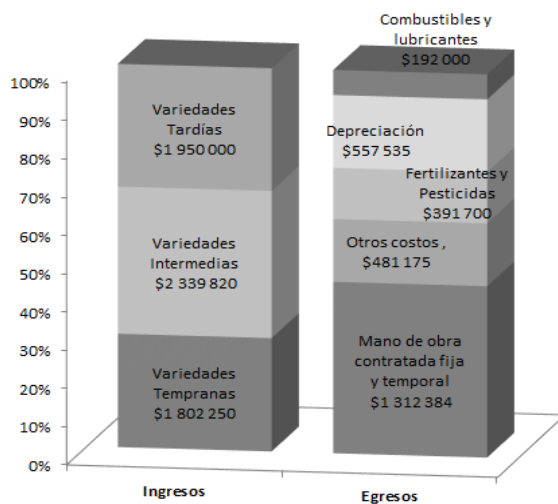 Combustibles y
lubricantes
$192 000
100%
90%
80%
70%
60%
50%
40%
30%
20%
10%
0%
Variedades
Tardías
$1 950 000
Variedades
Intermedias
$2 339 820
Variedades
Tempranas
$1 802 250
Depreciación
$557 535
Fertilizantes y
Pesticidas
$391 700
Otros costos ,
$481 175
Mano de obra
contratada fija
y temporal
$1 312 384
Ingresos
Egresos